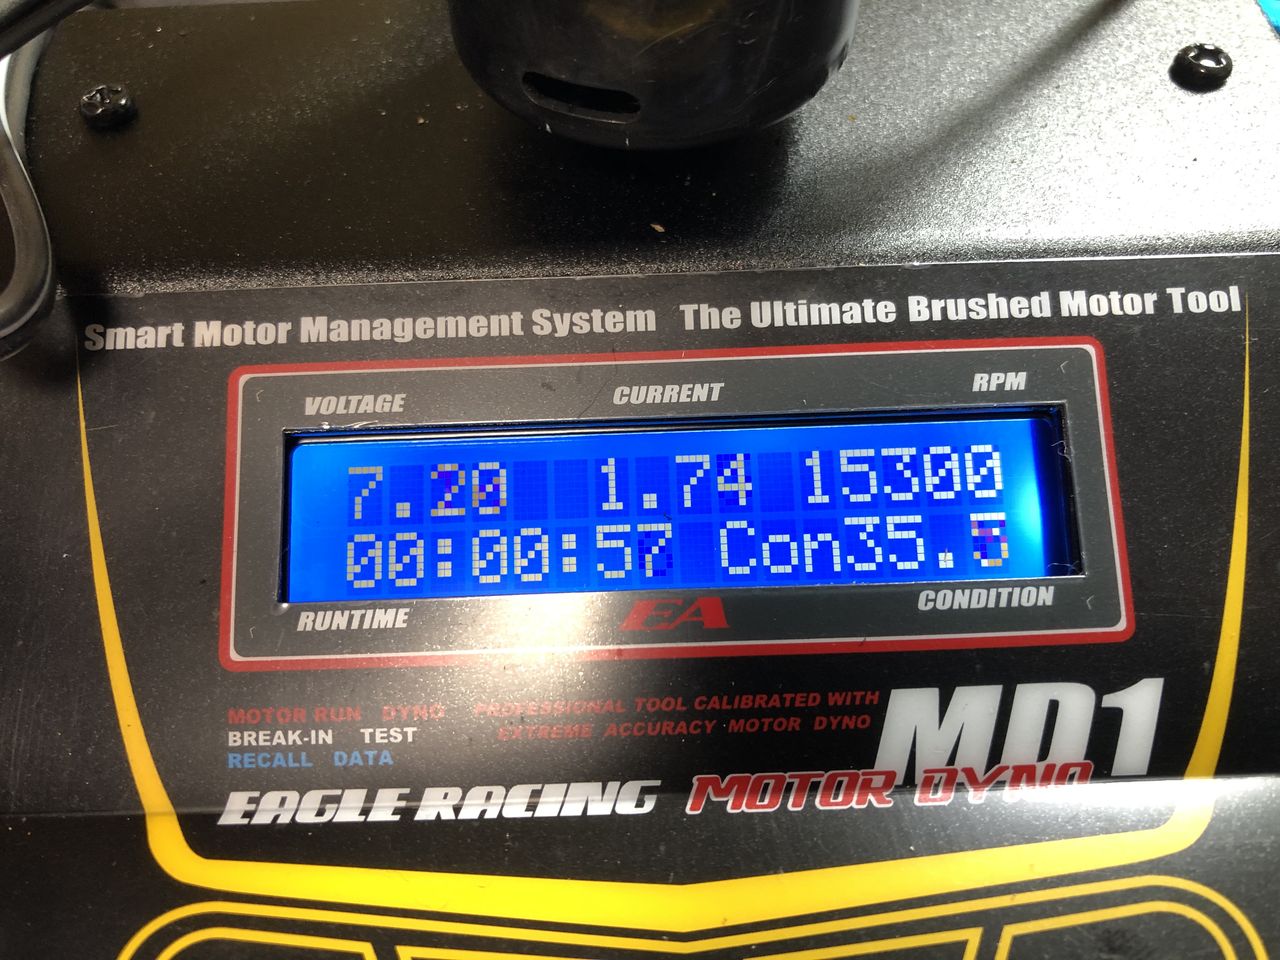 Smart Motor Management System The Ultimate Brushed Motor Tool
VOLTAGE CURRENT RPM
7.20 1.74 15300
00:00:57 Con35.
RUNTIME EA CONDITION
MOTOR RUN DYNO PROFESSIONAL TOOL CALIBRATED WITH
BREAK-IN TEST EXTREME ACCURACY MOTOR DYNO
RECALL DATA
MD1
EAGLE RACING MOTOR DYNO